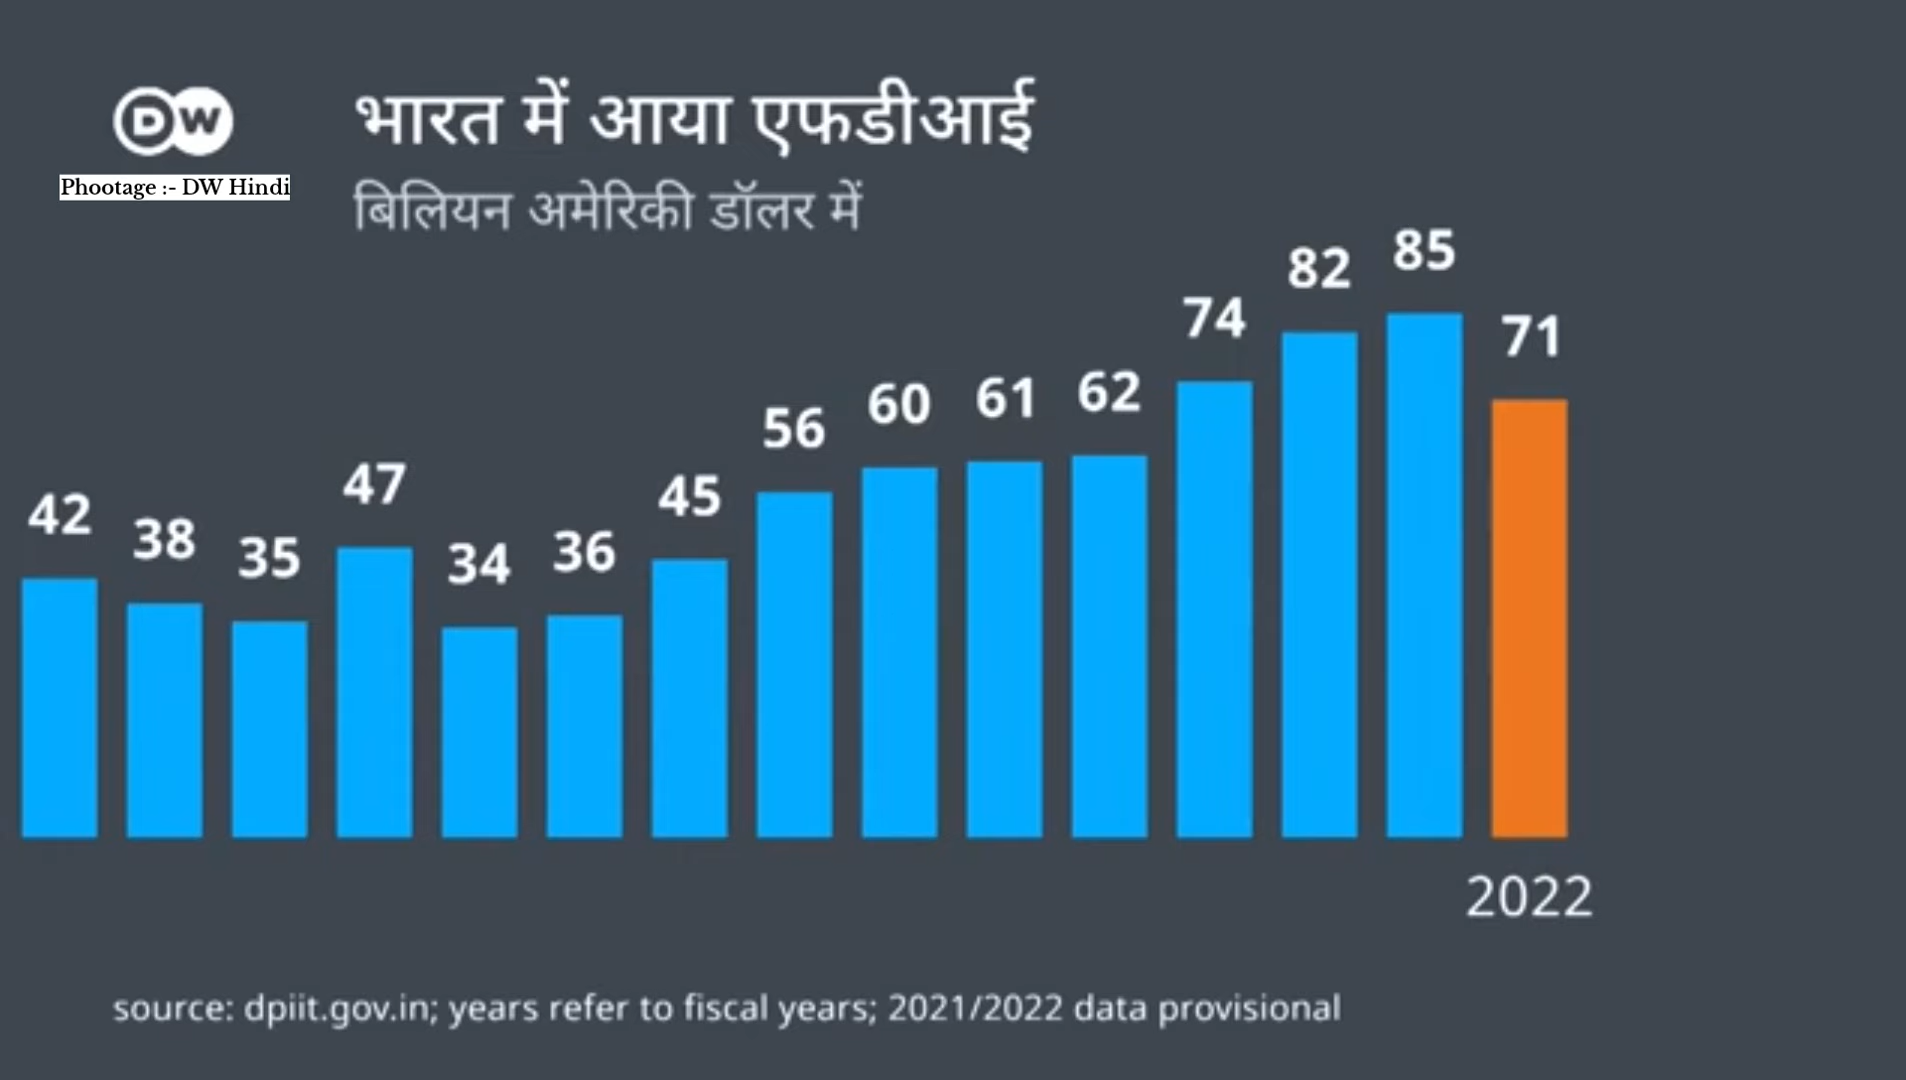 DW
भारत में आया एफडीआई
Phootage :- DW Hindi
बिलियन अमेरिकी डॉलर में
42 38 35 47 34 36 45 56 60 61 62 74 82 85 71
2022
source: dpiit.gov.in; years refer to fiscal years; 2021/2022 data provisional